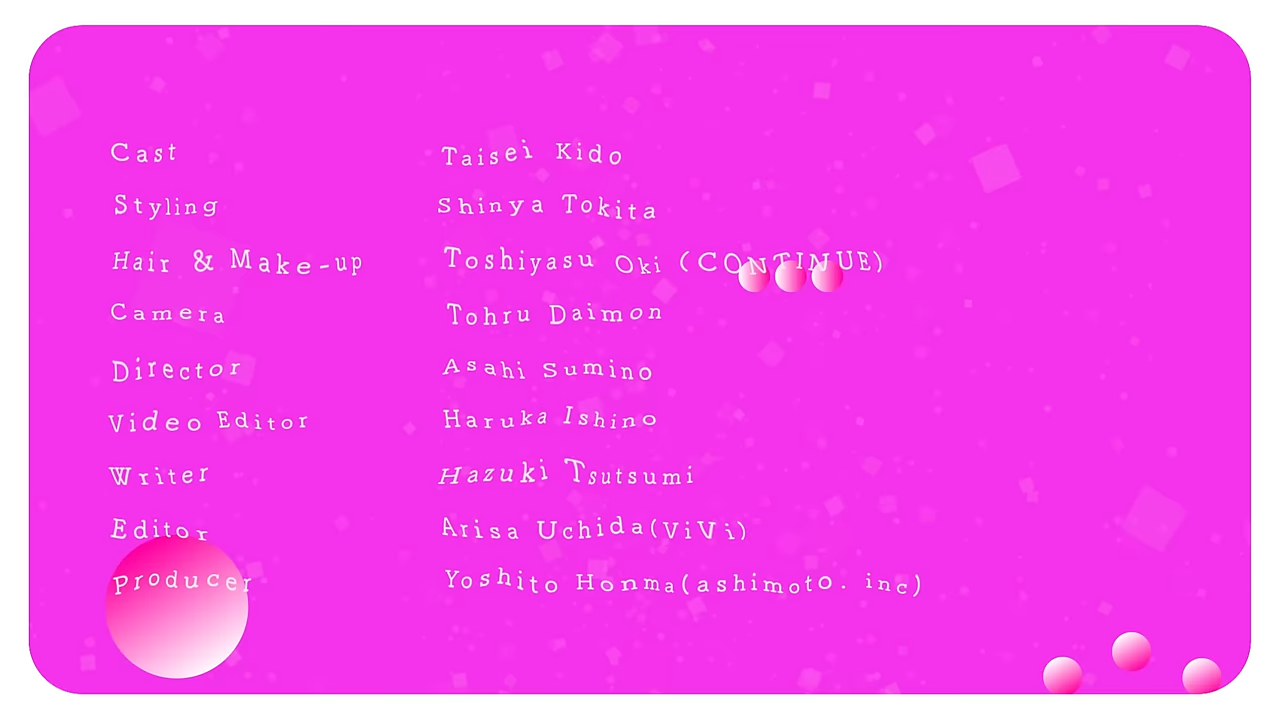 Cast Taisei Kido
Styling Shinya Tokita
Hair & Make-up Toshiyasu Oki (CONTINUE)
Camera Tohru Daimon
Director Asahi Sumino
Video Editor Haruka Ishino
Writer Hazuki Tsutsumi
Editor Arisa Uchida(ViVi)
Producer Yoshito Honma(ashimoto. inc)